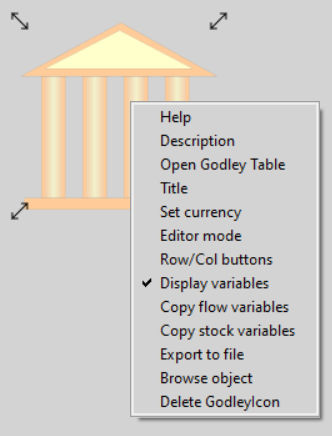 Help
Description
Open Godley Table
Title
Set currency
Editor mode
Row/Col buttons
Display variables
Copy flow variables
Copy stock variables
Export to file
Browse object
Delete GodleyIcon